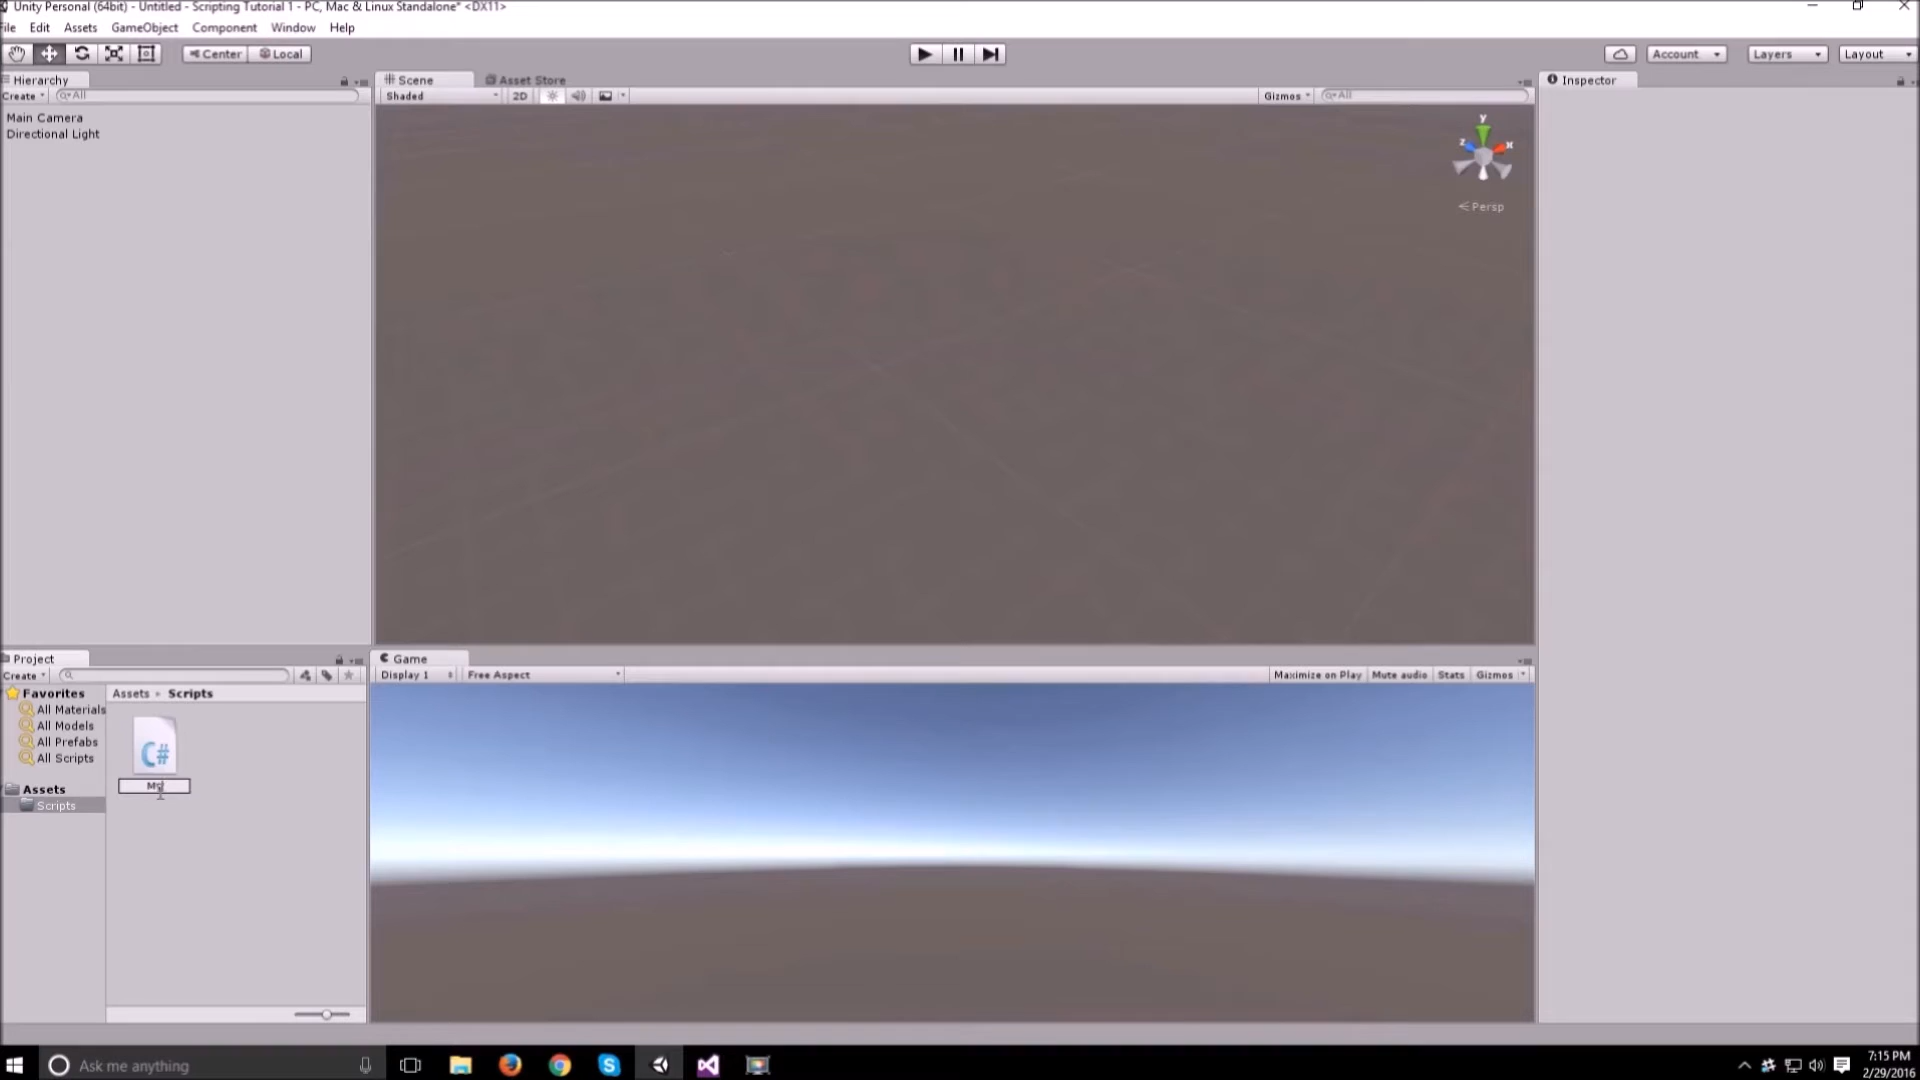 Unity Personal (64bit) - Untitled - Scripting Tutorial 1 - PC, Mac & Linux Standalone* <DX11>
File Edit Assets GameObject Component Window Help
Center Local
Account Layers Layout
Hierarchy
Create All
Main Camera
Directional Light
Scene Asset Store
Shaded 2D Gizmos All
y
z x
Persp
Inspector
Project
Create
Favorites
All Materials
All Models
All Prefabs
All Scripts
Assets
Scripts
Assets Scripts
C#
Game
Display 1 Free Aspect Maximize on Play Mute audio Stats Gizmos
Ask me anything
7:15 PM
2/29/2016